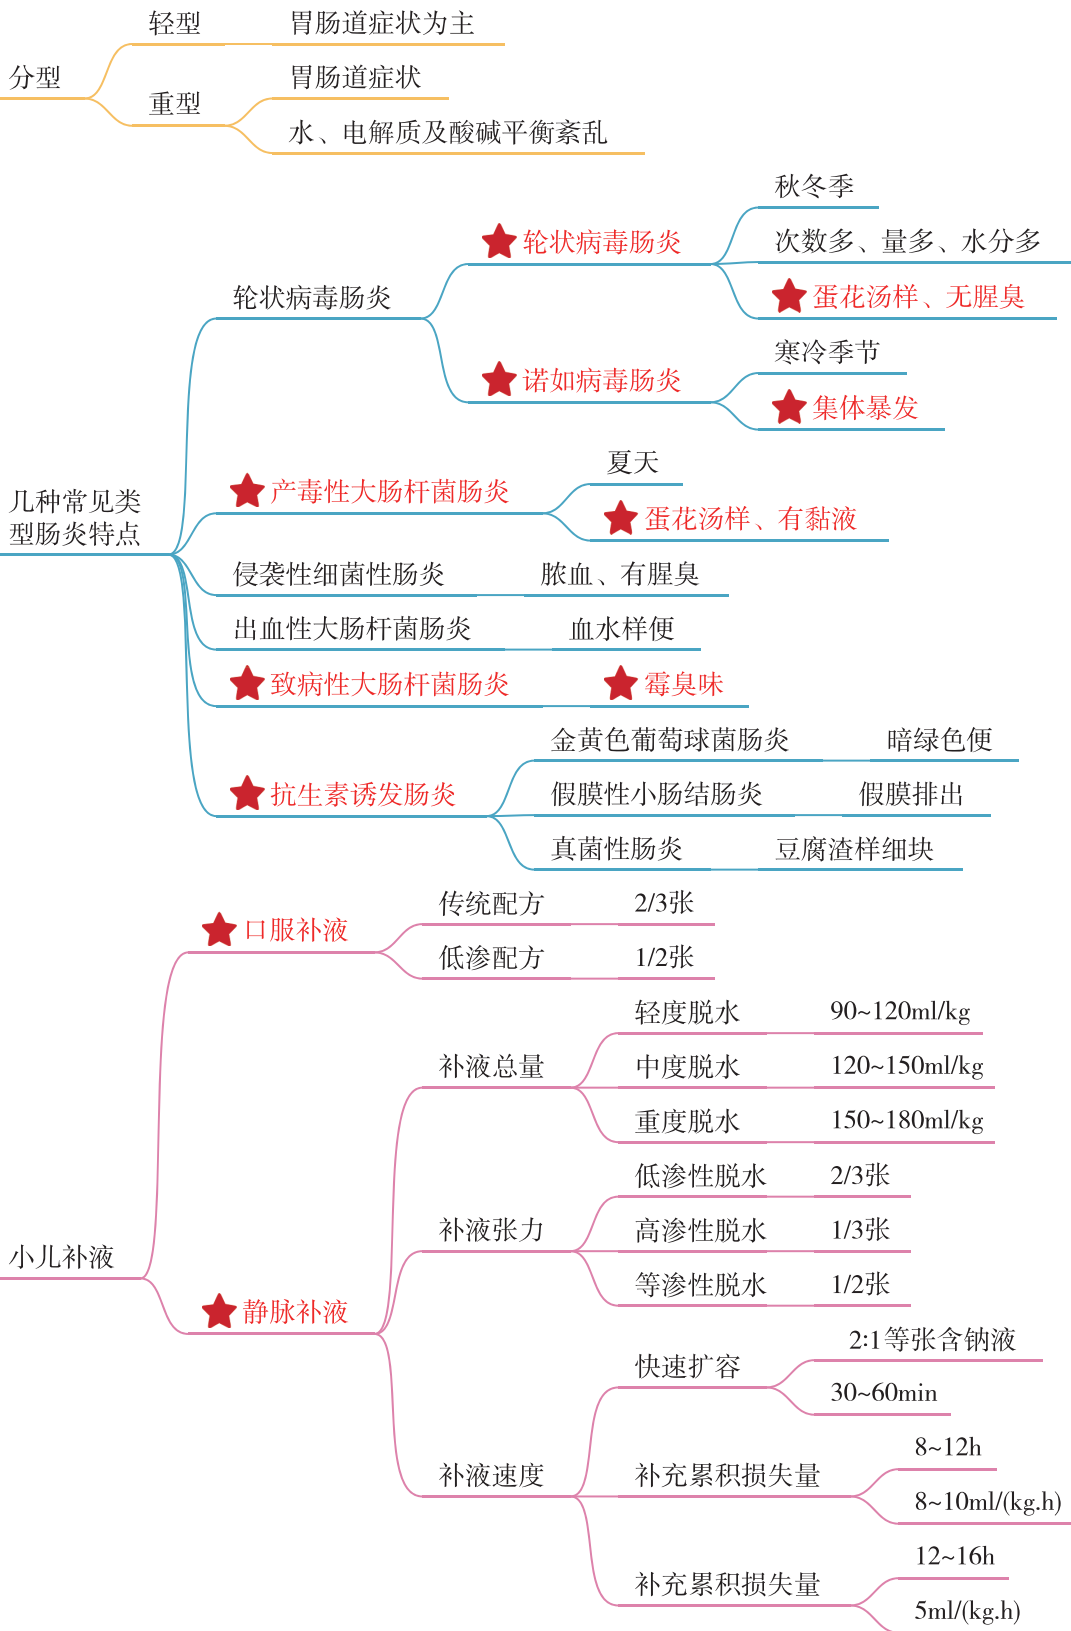 分型
轻型
胃肠道症状为主
重型
胃肠道症状
水、电解质及酸碱平衡紊乱
几种常见类
型肠炎特点
轮状病毒肠炎
轮状病毒肠炎
秋冬季
次数多、量多、水分多
蛋花汤样、无腥臭
诺如病毒肠炎
寒冷季节
集体暴发
产毒性大肠杆菌肠炎
夏天
蛋花汤样、有黏液
侵袭性细菌性肠炎
脓血、有腥臭
出血性大肠杆菌肠炎
血水样便
致病性大肠杆菌肠炎
霉臭味
抗生素诱发肠炎
金黄色葡萄球菌肠炎
暗绿色便
假膜性小肠结肠炎
假膜排出
真菌性肠炎
豆腐渣样细块
小儿补液
口服补液
传统配方
2/3张
低渗配方
1/2张
静脉补液
补液总量
轻度脱水
90~120ml/kg
中度脱水
120~150ml/kg
重度脱水
150~180ml/kg
补液张力
低渗性脱水
2/3张
高渗性脱水
1/3张
等渗性脱水
1/2张
补液速度
快速扩容
2:1等张含钠液
30~60min
补充累积损失量
8~12h
8~10ml/(kg.h)
补充累积损失量
12~16h
5ml/(kg.h)